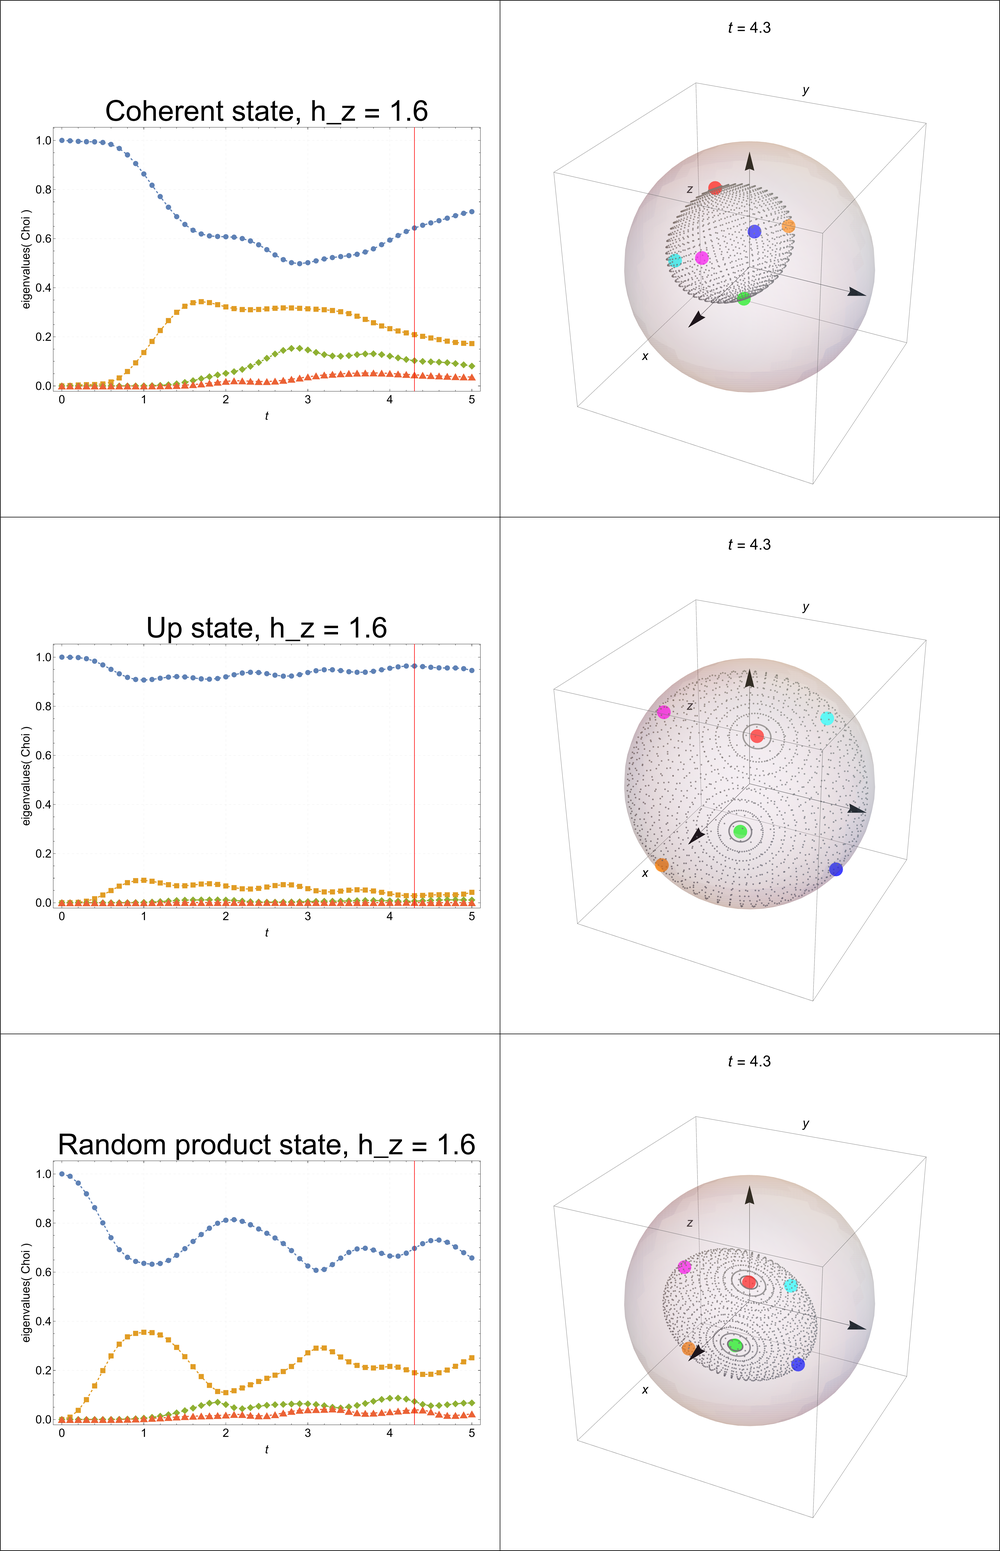 Coherent state, h_z = 1.6
eigenvalues( Choi )
1.0
0.8
0.6
0.4
0.2
0.0
0 1 2 3 4 5
t
t = 4.3
y
z
x
Up state, h_z = 1.6
eigenvalues( Choi )
1.0
0.8
0.6
0.4
0.2
0.0
0 1 2 3 4 5
t
t = 4.3
y
z
x
Random product state, h_z = 1.6
eigenvalues( Choi )
1.0
0.8
0.6
0.4
0.2
0.0
0 1 2 3 4 5
t
t = 4.3
y
z
x